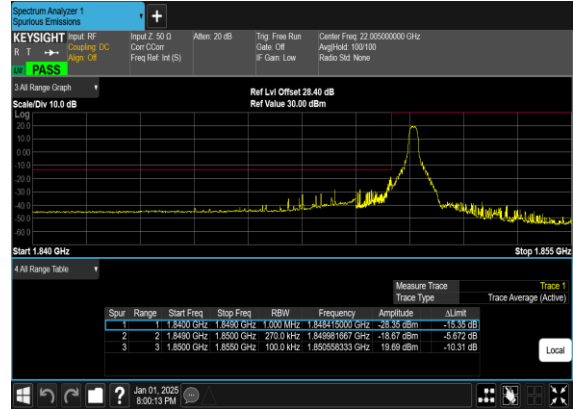 Spectrum Analyzer 1
Spurious Emissions
KEYSIGHT Input: RF Input Z: 50 Ω Atten: 20 dB Trig: Free Run Center Freq: 22.005000000 GHz
R T Coupling: DC Corr CCorr Gate: Off Avg|Hold: 100/100
Align: Off Freq Ref: Int (S) IF Gain: Low Radio Std: None
PASS
3 All Range Graph
Ref Lvl Offset 28.40 dB
Scale/Div 10.0 dB Ref Value 30.00 dBm
Log
20.0
10.0
0.00
-10.0
-20.0
-30.0
-40.0
-50.0
-60.0
Start 1.840 GHz Stop 1.855 GHz
4 All Range Table
Measure Trace Trace 1
Trace Type Trace Average (Active)
Spur Range Start Freq Stop Freq RBW Frequency Amplitude ΔLimit
1 1 1.8400 GHz 1.8490 GHz 1.000 MHz 1.848415000 GHz -28.35 dBm -15.35 dB
2 2 1.8490 GHz 1.8500 GHz 270.0 kHz 1.849981667 GHz -18.67 dBm -5.672 dB
3 3 1.8500 GHz 1.8550 GHz 100.0 kHz 1.850558333 GHz 19.69 dBm -10.31 dB
Local
?
Jan 01, 2025
8:00:13 PM